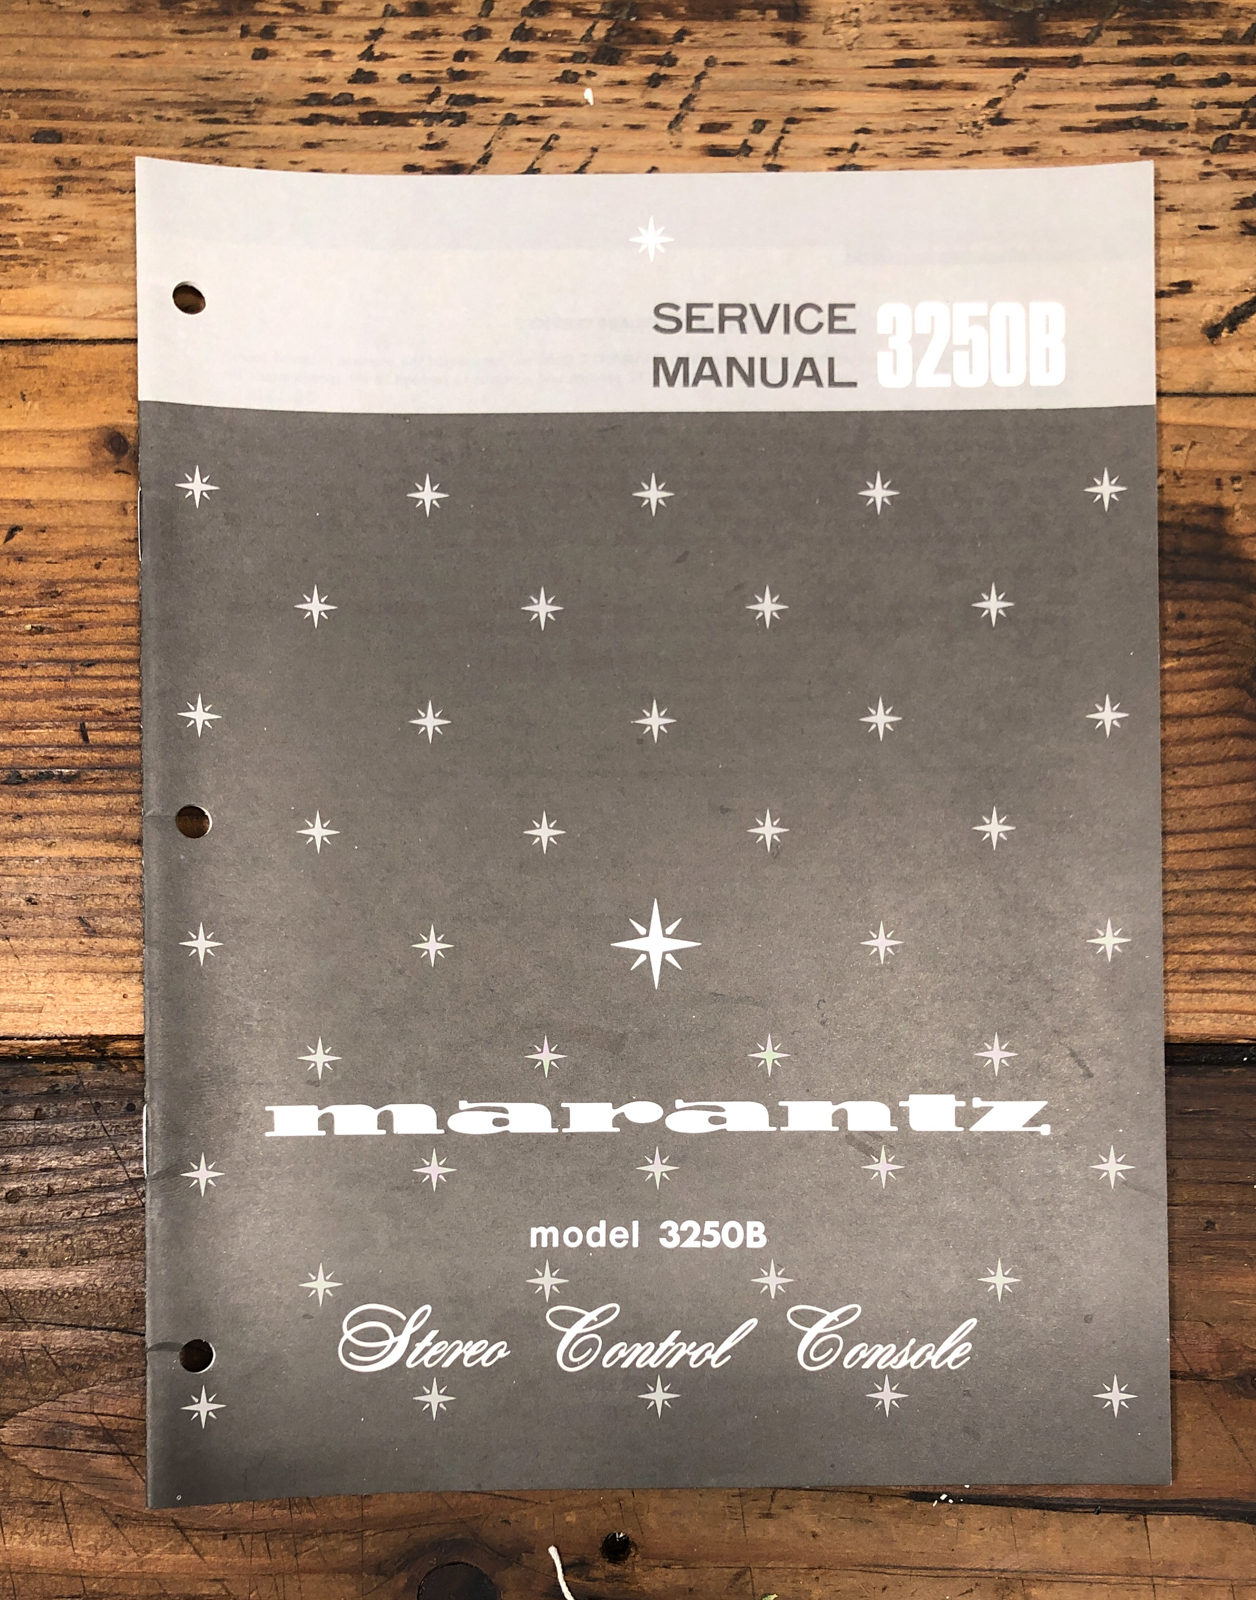 SERVICE
MANUAL 3250B
marantz
model 3250B
Stereo Control Console